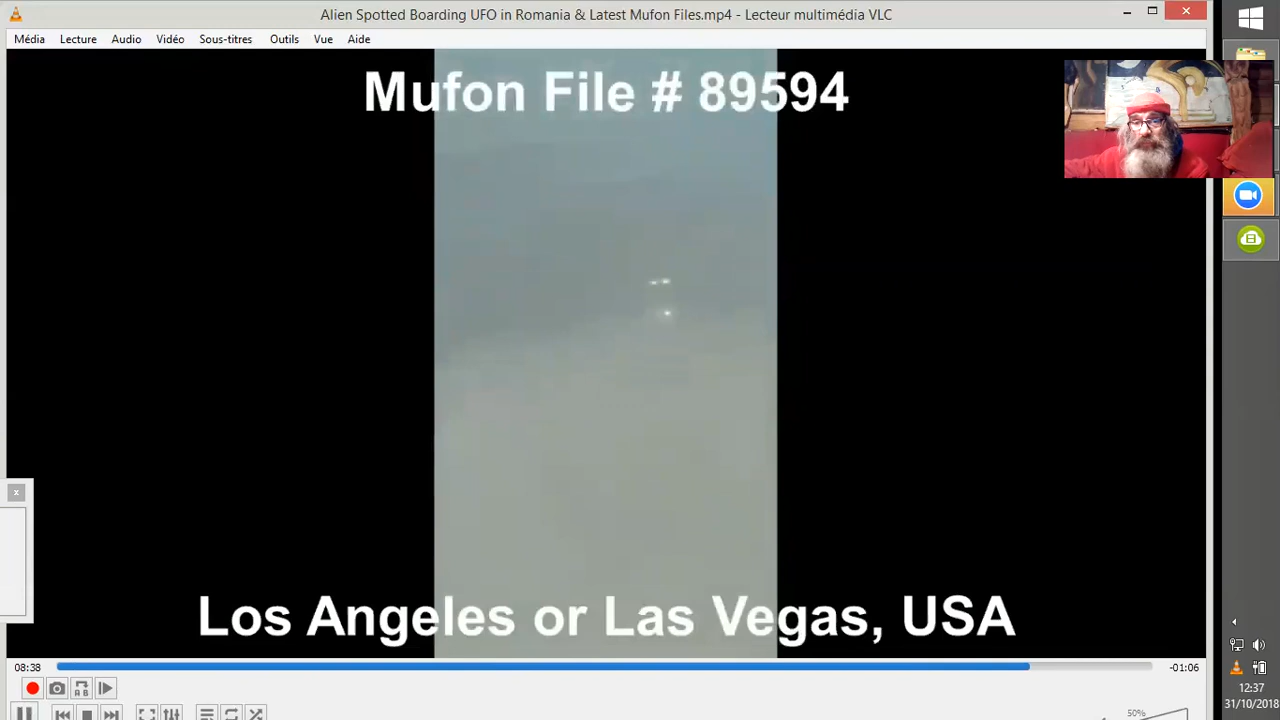 Alien Spotted Boarding UFO in Romania & Latest Mufon Files.mp4 - Lecteur multimédia VLC
Média Lecture Audio Vidéo Sous-titres Outils Vue Aide
Mufon File # 89594
Los Angeles or Las Vegas, USA
08:38
-01:06
50%
12:37
31/10/2018